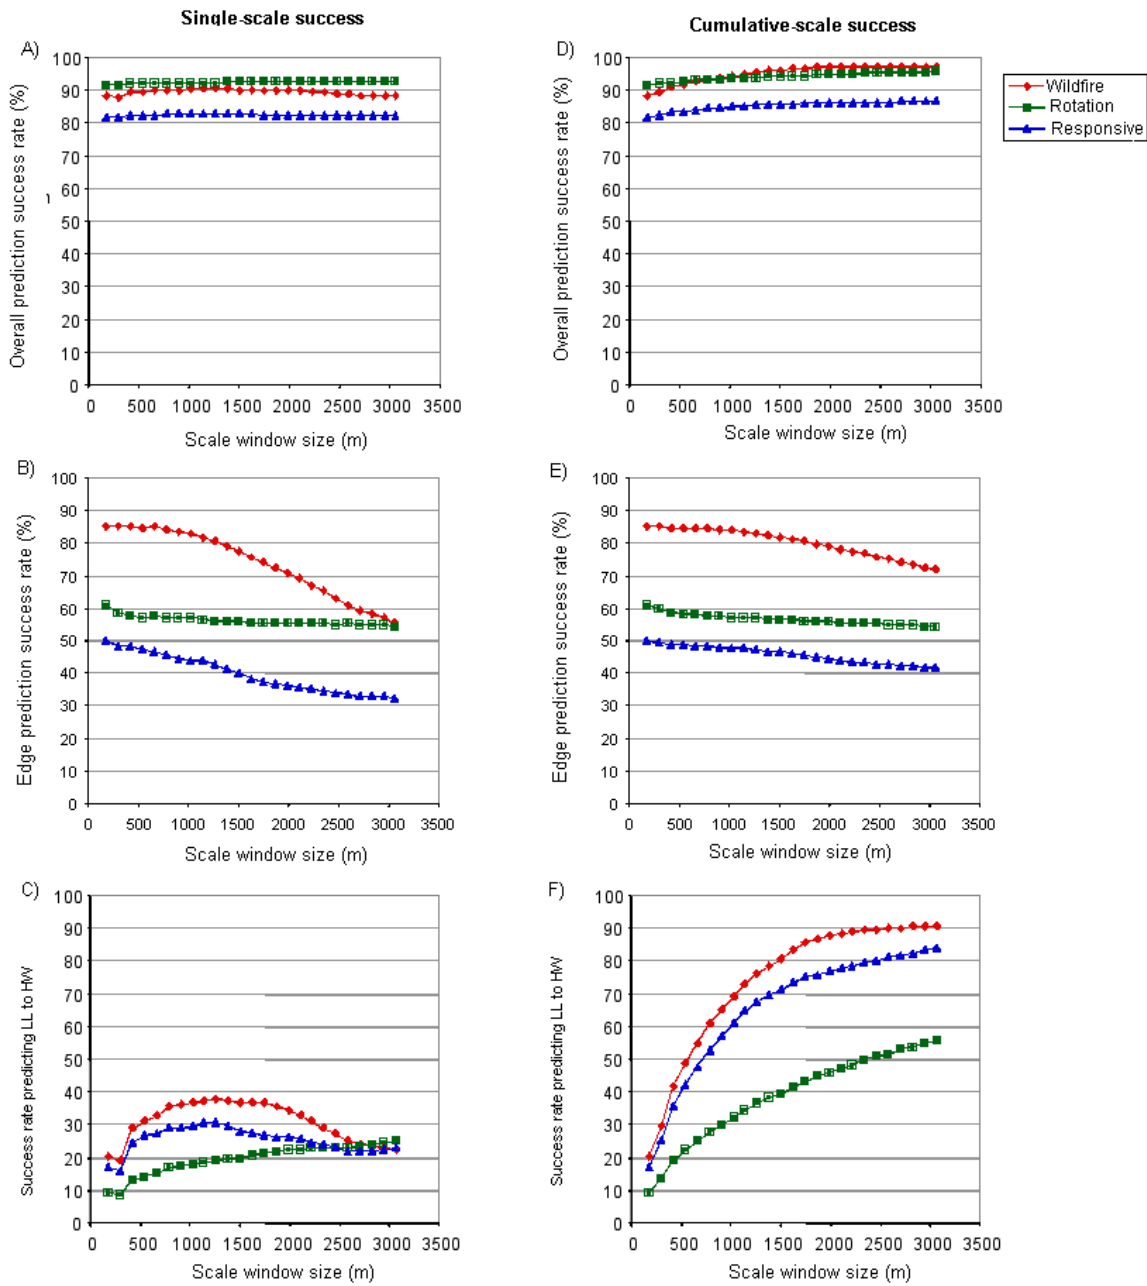 Single-scale success
Cumulative-scale success
A)
Overall prediction success rate (%)
100
90
80
70
60
50
40
30
20
10
0
0 500 1000 1500 2000 2500 3000 3500
Scale window size (m)
D)
Overall prediction success rate (%)
100
90
80
70
60
50
40
30
20
10
0
0 500 1000 1500 2000 2500 3000 3500
Scale window size (m)
Wildfire
Rotation
Responsive
B)
Edge prediction success rate (%)
100
90
80
70
60
50
40
30
20
10
0
0 500 1000 1500 2000 2500 3000 3500
Scale window size (m)
E)
Edge prediction success rate (%)
100
90
80
70
60
50
40
30
20
10
0
0 500 1000 1500 2000 2500 3000 3500
Scale window size (m)
C)
Success rate predicting LL to HW
100
90
80
70
60
50
40
30
20
10
0
0 500 1000 1500 2000 2500 3000 3500
Scale window size (m)
F)
Success rate predicting LL to HW
100
90
80
70
60
50
40
30
20
10
0
0 500 1000 1500 2000 2500 3000 3500
Scale window size (m)